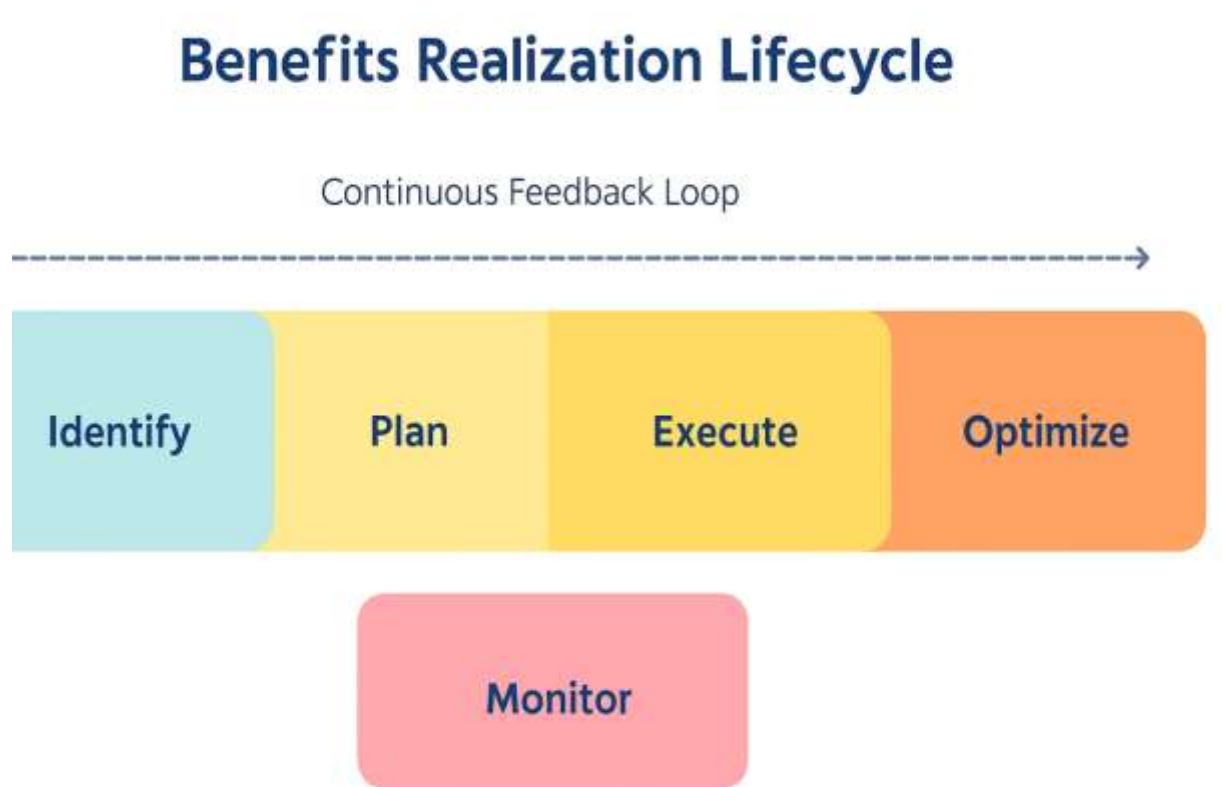 Benefits Realization Lifecycle
Continuous Feedback Loop
Identify Plan Execute Optimize
Monitor